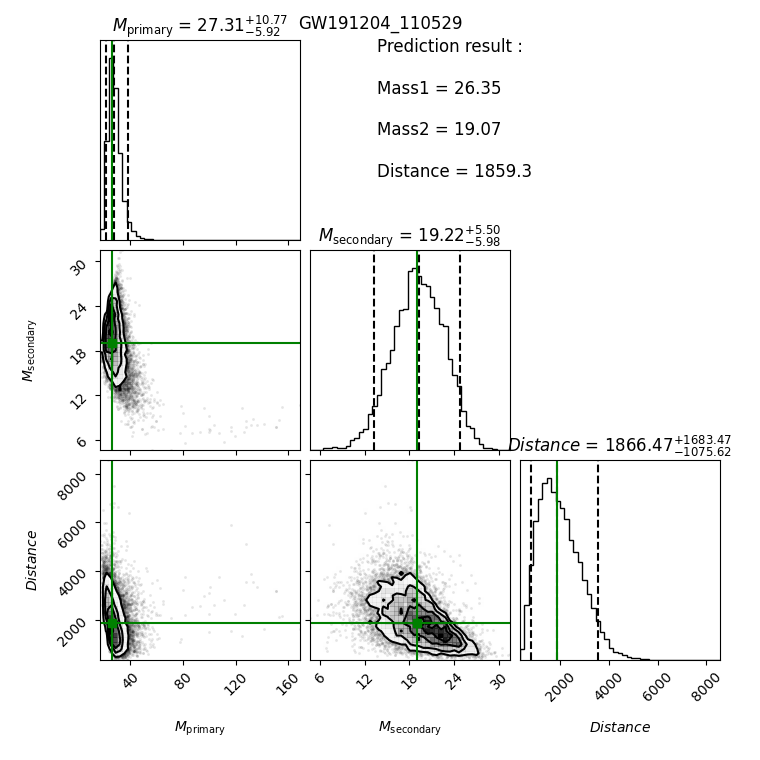 M_primary = 27.31^{+10.77}_{-5.92} GW191204_110529
Prediction result :
Mass1 = 26.35
Mass2 = 19.07
Distance = 1859.3
M_secondary = 19.22^{+5.50}_{-5.98}
30
24
18
12
6
M_secondary
Distance = 1866.47^{+1683.47}_{-1075.62}
8000
6000
4000
2000
Distance
40 80 120 160
6 12 18 24 30
2000 4000 6000 8000
M_primary
M_secondary
Distance